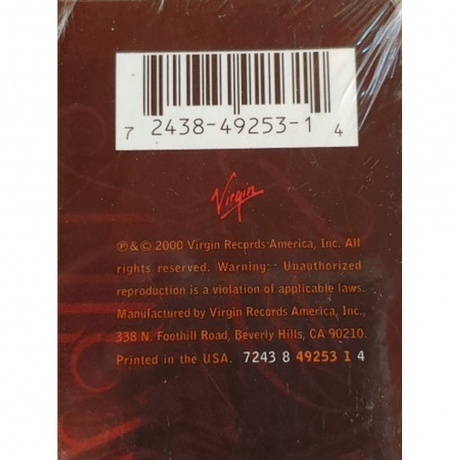 7 2438-49253-1 4
Virgin
℗ & © 2000 Virgin Records America, Inc. All
rights reserved. Warning: Unauthorized
reproduction is a violation of applicable laws.
Manufactured by Virgin Records America, Inc.,
338 N. Foothill Road, Beverly Hills, CA 90210.
Printed in the USA. 7243 8 49253 1 4